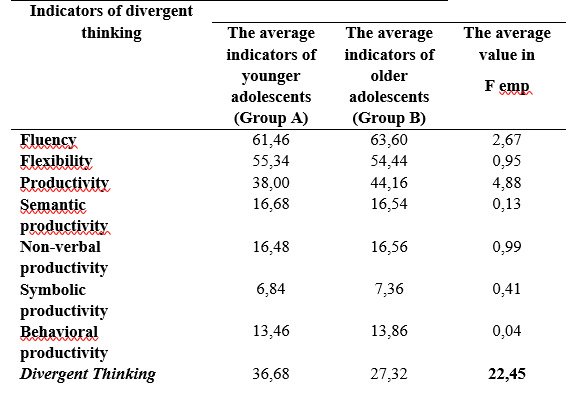 Indicators of divergent thinking
The average indicators of younger adolescents (Group A)
The average indicators of older adolescents (Group B)
The average value in F emp
Fluency 61,46 63,60 2,67
Flexibility 55,34 54,44 0,95
Productivity 38,00 44,16 4,88
Semantic productivity 16,68 16,54 0,13
Non-verbal productivity 16,48 16,56 0,99
Symbolic productivity 6,84 7,36 0,41
Behavioral productivity 13,46 13,86 0,04
Divergent Thinking 36,68 27,32 22,45